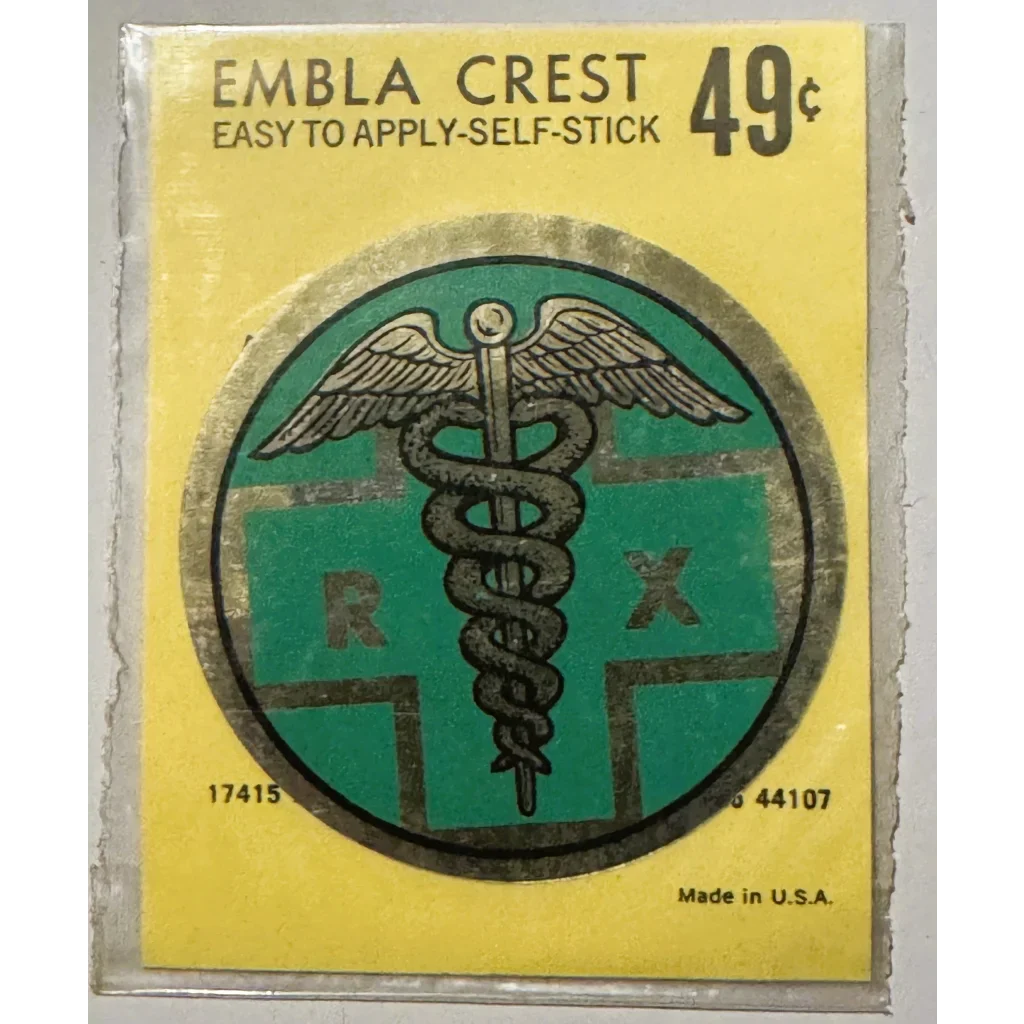 EMBLA CREST 49¢
EASY TO APPLY-SELF-STICK
R X
17415 44107
Made in U.S.A.